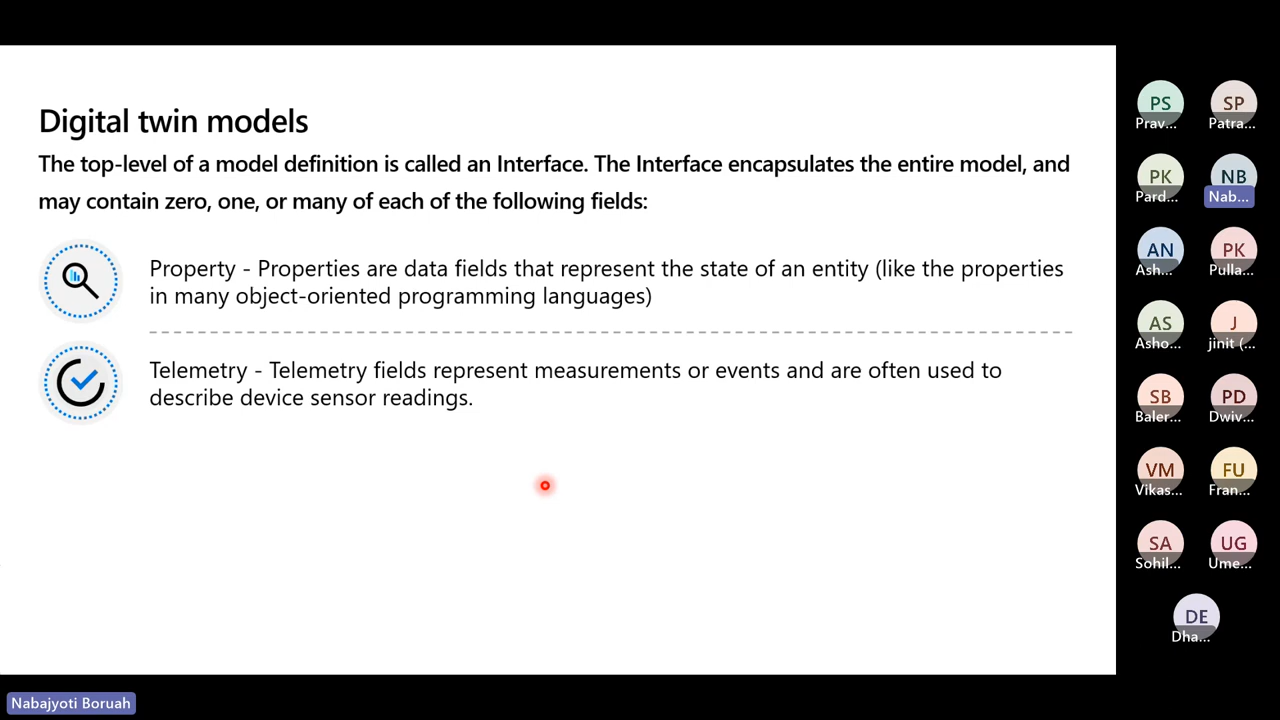 Digital twin models
The top-level of a model definition is called an Interface. The Interface encapsulates the entire model, and
may contain zero, one, or many of each of the following fields:
Property - Properties are data fields that represent the state of an entity (like the properties
in many object-oriented programming languages)
Telemetry - Telemetry fields represent measurements or events and are often used to
describe device sensor readings.
PS
SP
Prav...
Patra...
PK
NB
Pard...
Nab...
AN
PK
Ash...
Pulla...
AS
J
Asho...
jinit (...
SB
PD
Baler...
Dwiv...
VM
FU
Vikas...
Fran...
SA
UG
Sohil...
Ume...
DE
Dha...
Nabajyoti Boruah